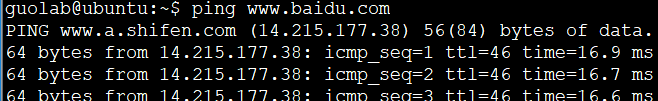 guolab@ubuntu:~$ ping www.baidu.com
PING www.a.shifen.com (14.215.177.38) 56(84) bytes of data.
64 bytes from 14.215.177.38: icmp_seq=1 ttl=46 time=16.9 ms
64 bytes from 14.215.177.38: icmp_seq=2 ttl=46 time=16.7 ms
64 bytes from 14.215.177.38: icmp_seq=3 ttl=46 time=16.6 ms